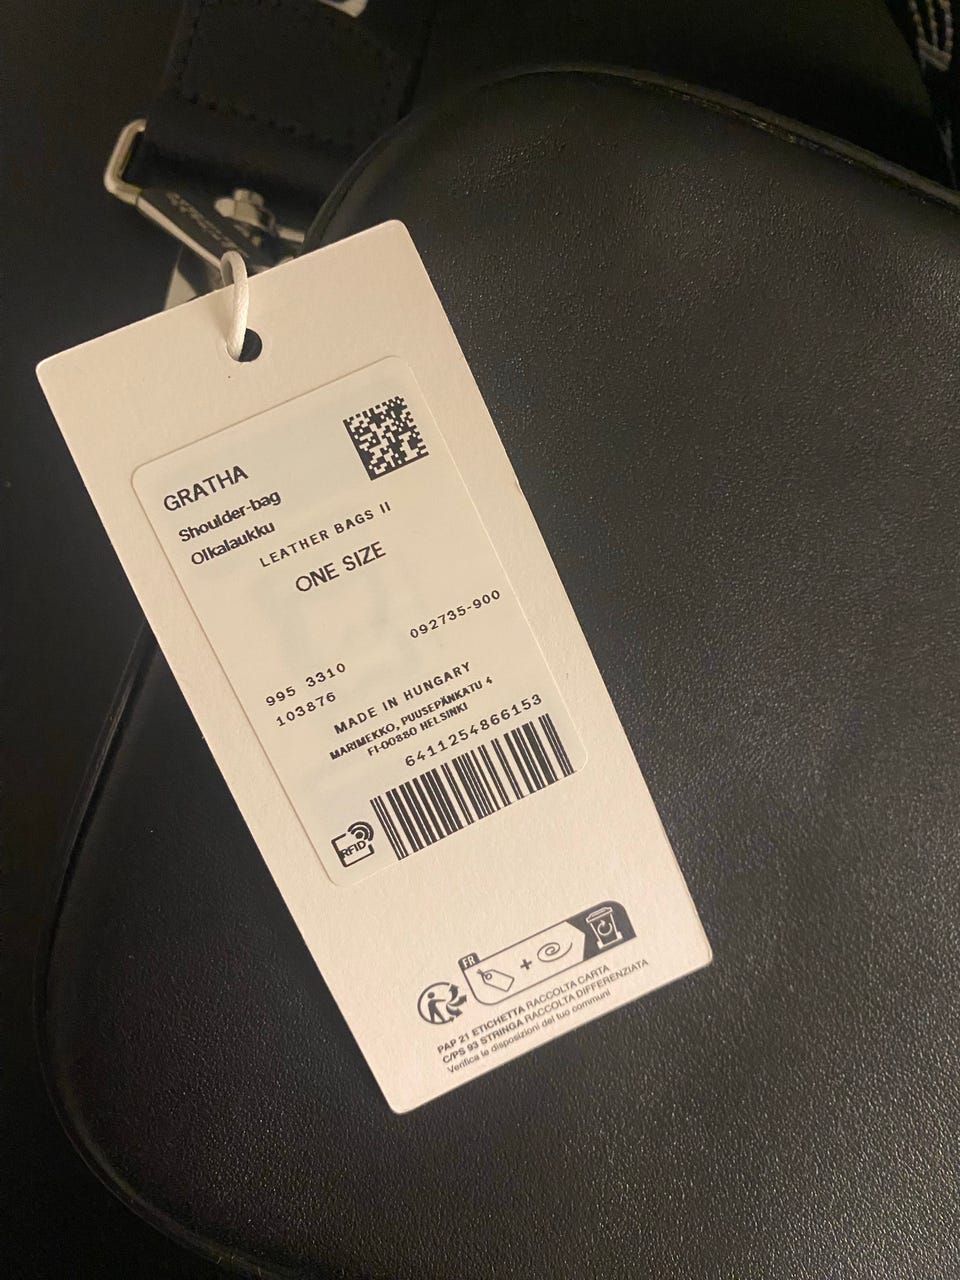 GRATHA
Shoulder-bag
Olkalaukku
LEATHER BAGS II
ONE SIZE
092735-900
995 3310
103876
MADE IN HUNGARY
MARIMEKKO, PUUSEPÄNKATU 4
FI-00880 HELSINKI
6411254866153
RFID
FR
PAP 21 ETICHETTA RACCOLTA CARTA
C/PS 93 STRINGA RACCOLTA DIFFERENZIATA
Verifica le disposizioni del tuo communi